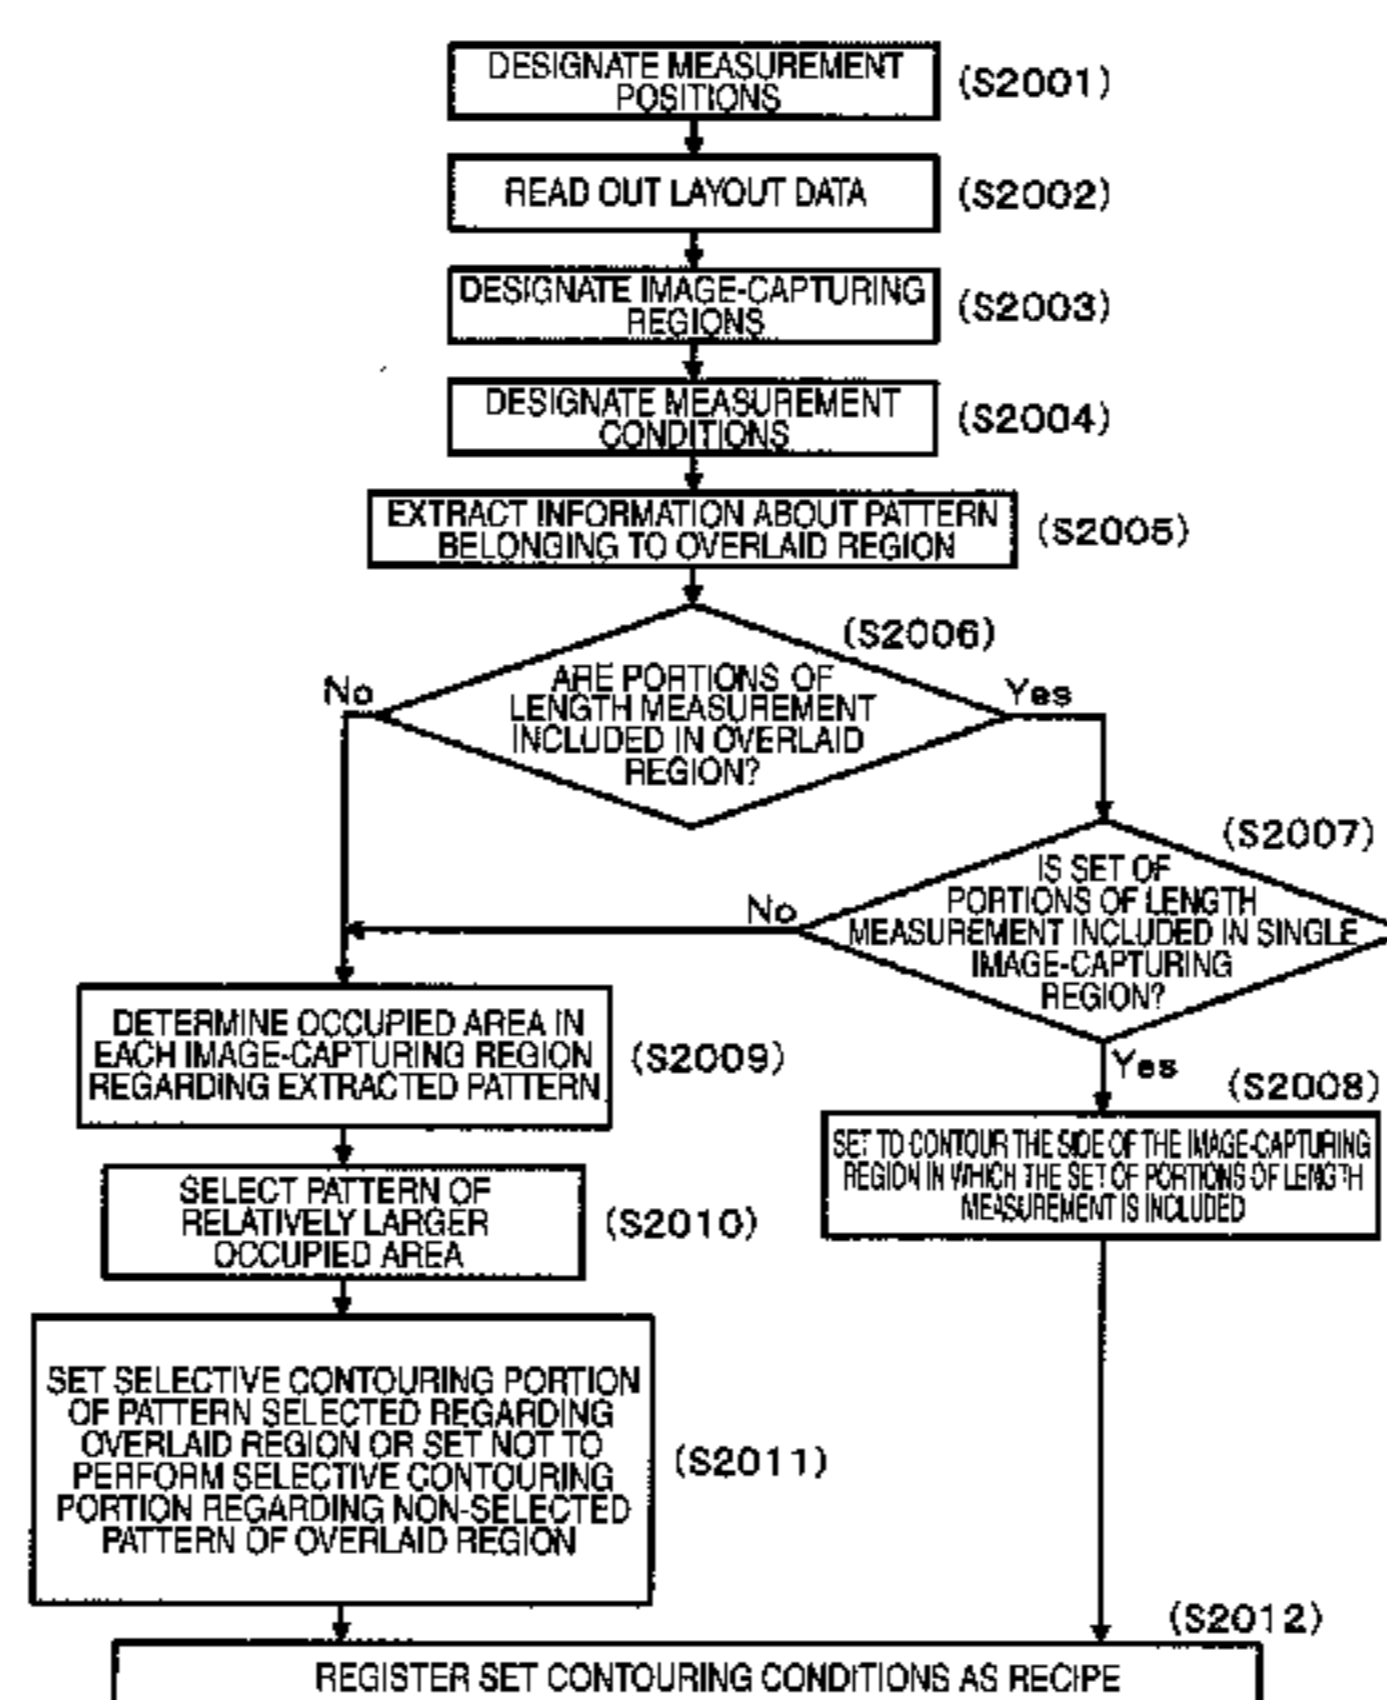 DESIGNATE MEASUREMENT
POSITIONS
(S2001)
READ OUT LAYOUT DATA
(S2002)
DESIGNATE IMAGE-CAPTURING
REGIONS
(S2003)
DESIGNATE MEASUREMENT
CONDITIONS
(S2004)
EXTRACT INFORMATION ABOUT PATTERN
BELONGING TO OVERLAID REGION
(S2005)
(S2006)
ARE PORTIONS OF
LENGTH MEASUREMENT
INCLUDED IN OVERLAID
REGION?
No
Yes
(S2007)
IS SET OF
PORTIONS OF LENGTH
MEASUREMENT INCLUDED IN SINGLE
IMAGE-CAPTURING
REGION?
No
Yes
(S2008)
SET TO CONTOUR THE SIDE OF THE IMAGE-CAPTURING
REGION IN WHICH THE SET OF PORTIONS OF LENGTH
MEASUREMENT IS INCLUDED
DETERMINE OCCUPIED AREA IN
EACH IMAGE-CAPTURING REGION
REGARDING EXTRACTED PATTERN
(S2009)
SELECT PATTERN OF
RELATIVELY LARGER
OCCUPIED AREA
(S2010)
SET SELECTIVE CONTOURING PORTION
OF PATTERN SELECTED REGARDING
OVERLAID REGION OR SET NOT TO
PERFORM SELECTIVE CONTOURING
PORTION REGARDING NON-SELECTED
PATTERN OF OVERLAID REGION
(S2011)
(S2012)
REGISTER SET CONTOURING CONDITIONS AS RECIPE